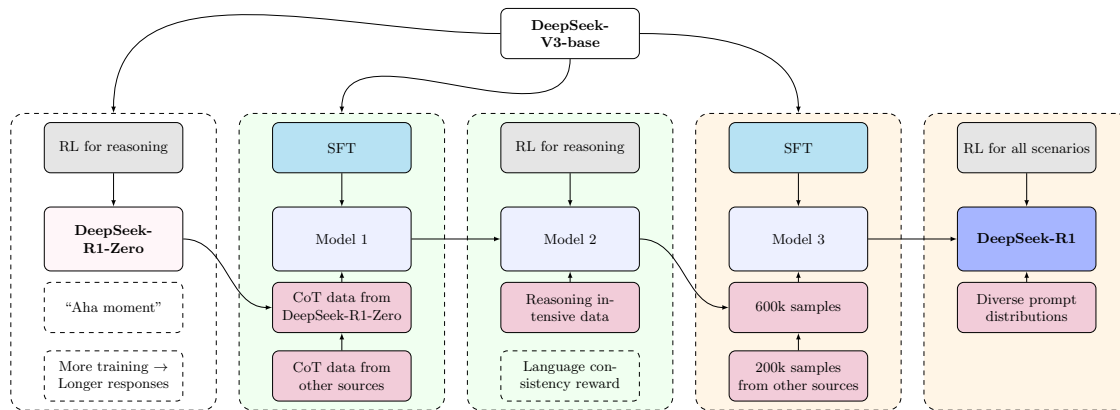 DeepSeek-
V3-base
RL for reasoning
DeepSeek-
R1-Zero
“Aha moment”
More training →
Longer responses
SFT
Model 1
CoT data from
DeepSeek-R1-Zero
CoT data from
other sources
RL for reasoning
Model 2
Reasoning in-
tensive data
Language con-
sistency reward
SFT
Model 3
600k samples
200k samples
from other sources
RL for all scenarios
DeepSeek-R1
Diverse prompt
distributions